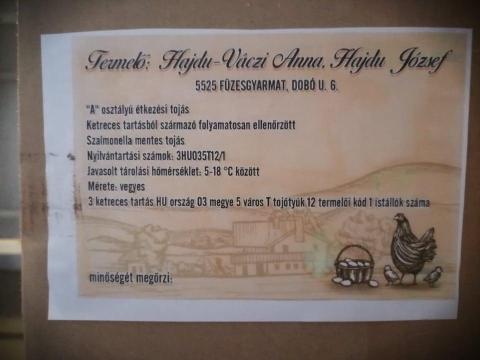 Termelő: Hajdu-Váczi Anna, Hajdu József
5525 FÜZESGYARMAT, DOBÓ U. 6.
"A" osztályú étkezési tojás
Ketreces tartásból származó folyamatosan ellenőrzött
Szalmonella mentes tojás
Nyilvántartási számok: 3HU035T12/1
Javasolt tárolási hőmérséklet: 5-18 °C között
Mérete: vegyes
3 ketreces tartás HU ország 03 megye 5 város T tojótyúk 12 termelői kód 1 istállók száma
minőségét megőrzi: